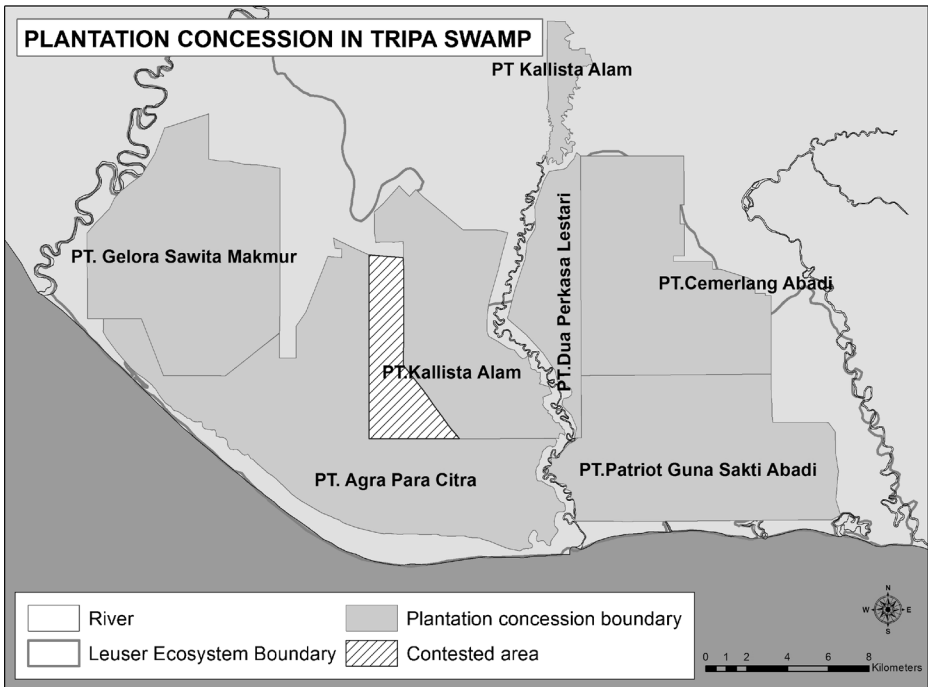 PLANTATION CONCESSION IN TRIPA SWAMP
PT Kallista Alam
PT. Gelora Sawita Makmur
PT.Dua Perkasa Lestari
PT.Cemerlang Abadi
PT.Kallista Alam
PT. Agra Para Citra
PT.Patriot Guna Sakti Abadi
River
Plantation concession boundary
Leuser Ecosystem Boundary
Contested area
N
W E
S
0 1 2 4 6 8
Kilometers